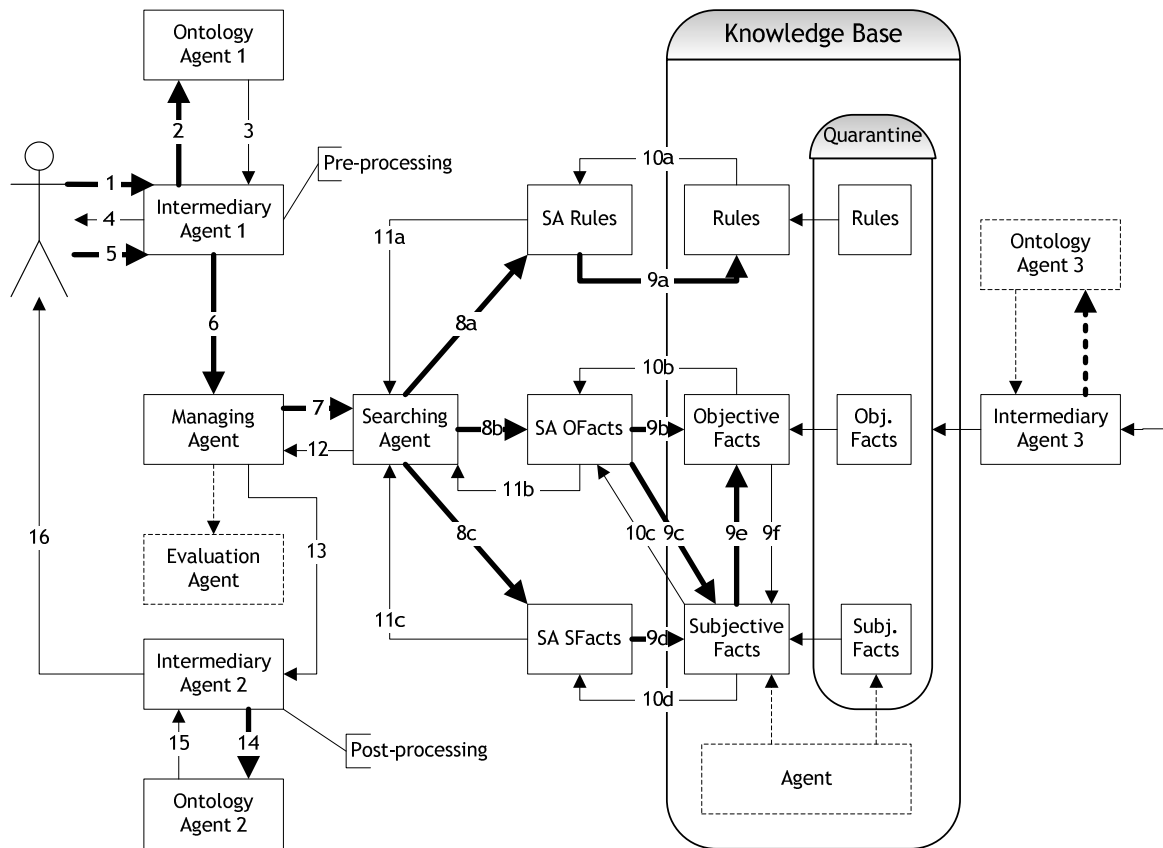 Ontology
Agent 1
Knowledge Base
2
3
Quarantine
10a
Pre-processing
1
4
5
Intermediary
Agent 1
SA Rules
Rules
Rules
11a
Ontology
Agent 3
9a
6
8a
10b
Managing
Agent
7
12
Searching
Agent
8b
SA OFacts
9b
Objective
Facts
Obj.
Facts
Intermediary
Agent 3
11b
16
13
8c
10c
9c
9e
9f
Evaluation
Agent
11c
SA SFacts
9d
Subjective
Facts
Subj.
Facts
Intermediary
Agent 2
10d
15
14
Post-processing
Agent
Ontology
Agent 2